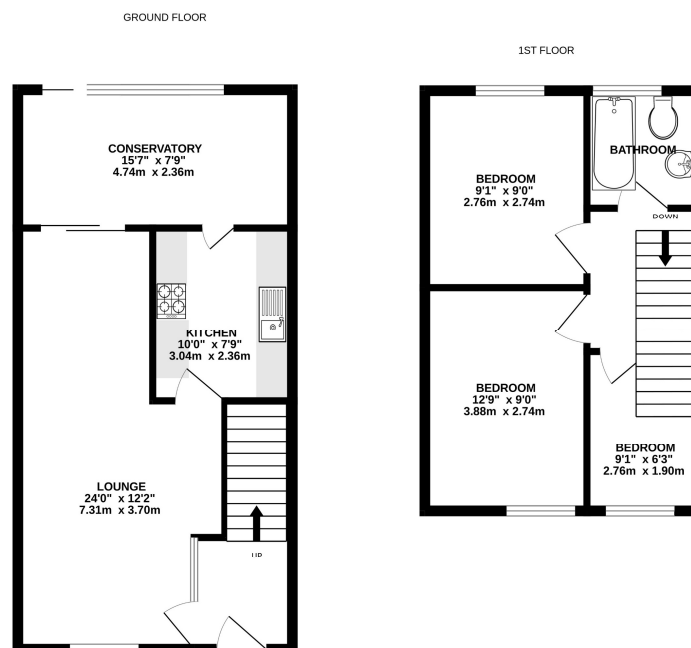 GROUND FLOOR
CONSERVATORY
15'7" x 7'9"
4.74m x 2.36m
KITCHEN
10'0" x 7'9"
3.04m x 2.36m
LOUNGE
24'0" x 12'2"
7.31m x 3.70m
UP
1ST FLOOR
BEDROOM
9'1" x 9'0"
2.76m x 2.74m
BATHROOM
DOWN
BEDROOM
12'9" x 9'0"
3.88m x 2.74m
BEDROOM
9'1" x 6'3"
2.76m x 1.90m